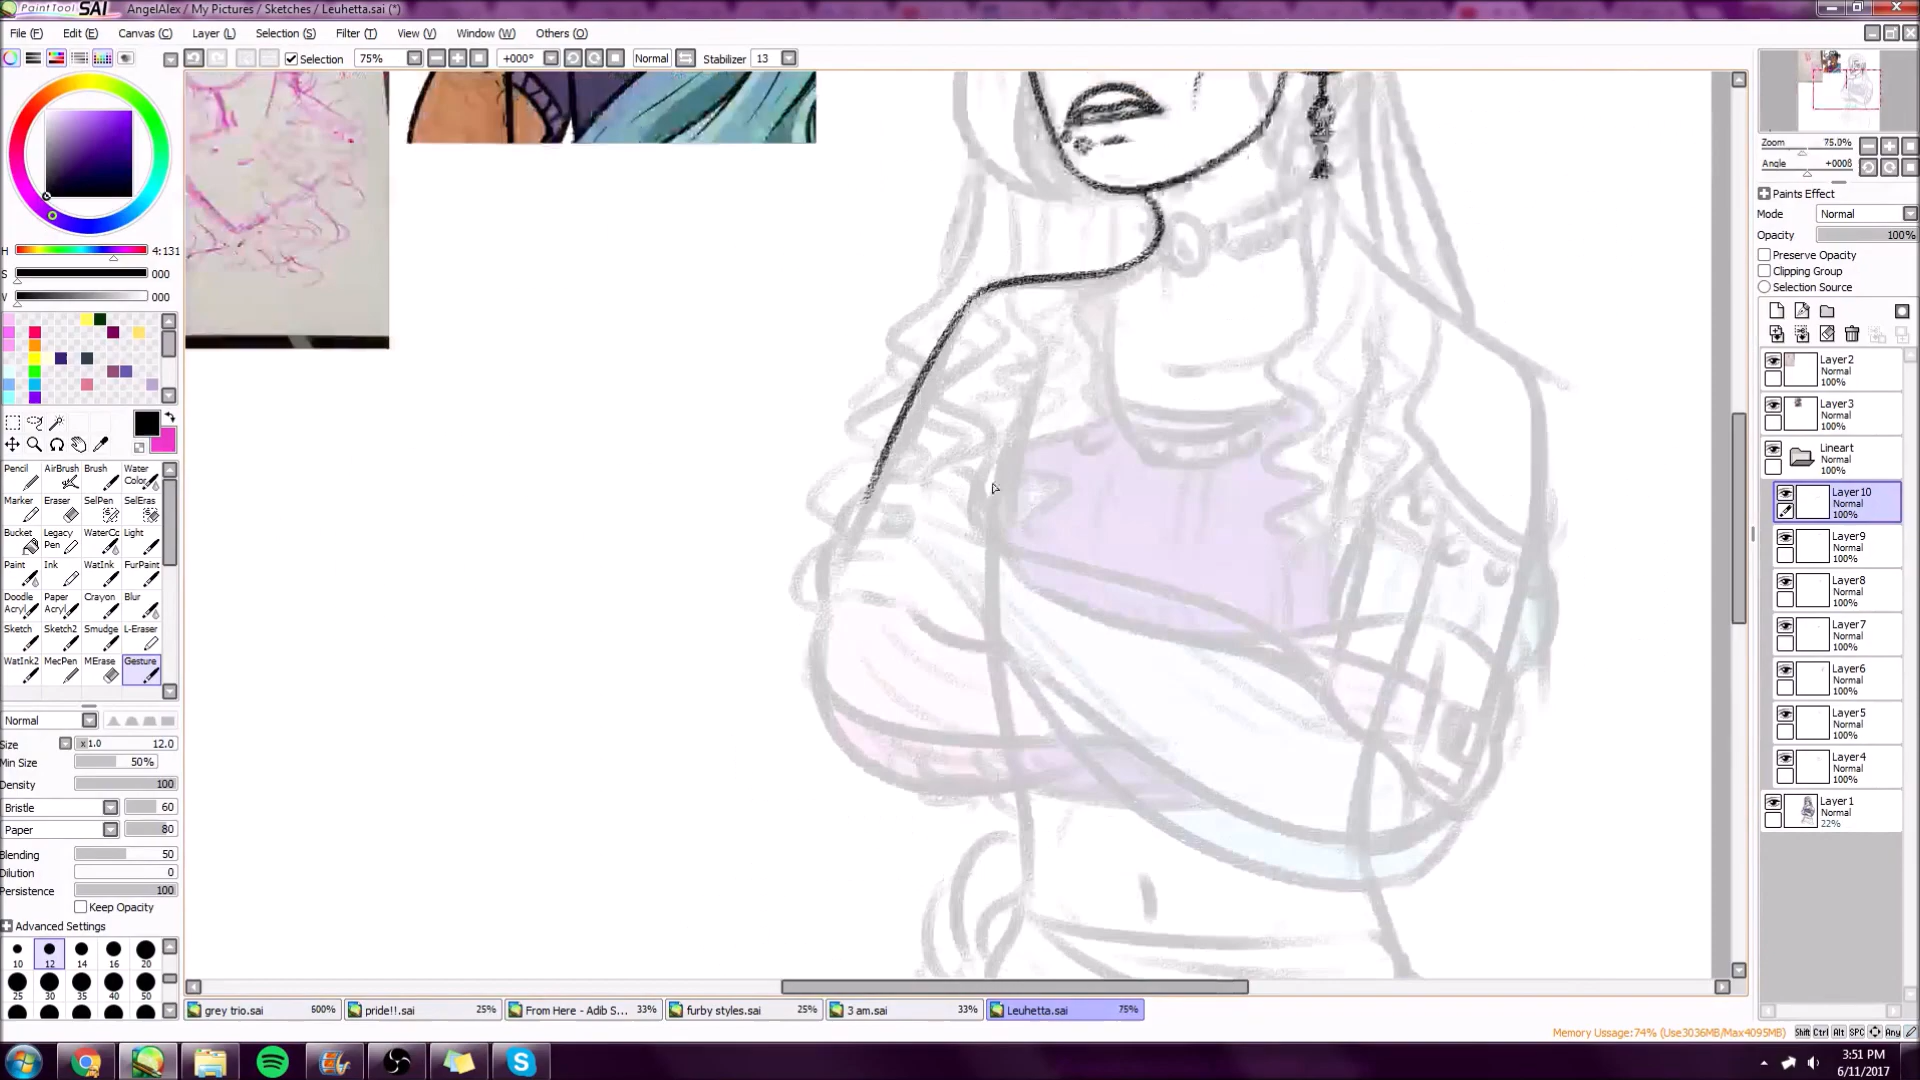 PaintTool SAI AngelAlex / My Pictures / Sketches / Leuhetta.sai (*)
File (F) Edit (E) Canvas (C) Layer (L) Selection (S) Filter (T) View (V) Window (W) Others (O)
Selection 75% +000° Normal Stabilizer 13
H 4:131
S 000
V 000
Pencil AirBrush Brush Water Color
Marker Eraser SelPen SelEras
Bucket Legacy Pen WaterCo Light
Paint Ink WatInk FurPaint
Doodle Acryl Paper Acryl Crayon Blur
Sketch Sketch2 Smudge L-Eraser
WatInk2 MecPen MErase Gesture
Normal
Size x1.0 12.0
Min Size 50%
Density 100
Bristle 60
Paper 80
Blending 50
Dilution 0
Persistence 100
Keep Opacity
Advanced Settings
10 12 14 16 20
25 30 35 40 50
Zoom 75.0%
Angle
Paints Effect
Mode Normal
Opacity 100%
Preserve Opacity
Clipping Group
Selection Source
Layer2
Normal
100%
Layer3
Normal
100%
Lineart
Normal
100%
Layer10
Normal
100%
Layer9
Normal
100%
Layer8
Normal
100%
Layer7
Normal
100%
Layer6
Normal
100%
Layer5
Normal
100%
Layer4
Normal
100%
Layer1
Normal
22%
grey trio.sai 600% pride!!.sai 25% From Here - Adib S... 33% furby styles.sai 25% 3 am.sai 33% Leuhetta.sai 75%
Memory Ussage:74% (Use3036MB/Max4095MB) Shift Ctrl Alt SPC Any
3:51 PM
6/11/2017